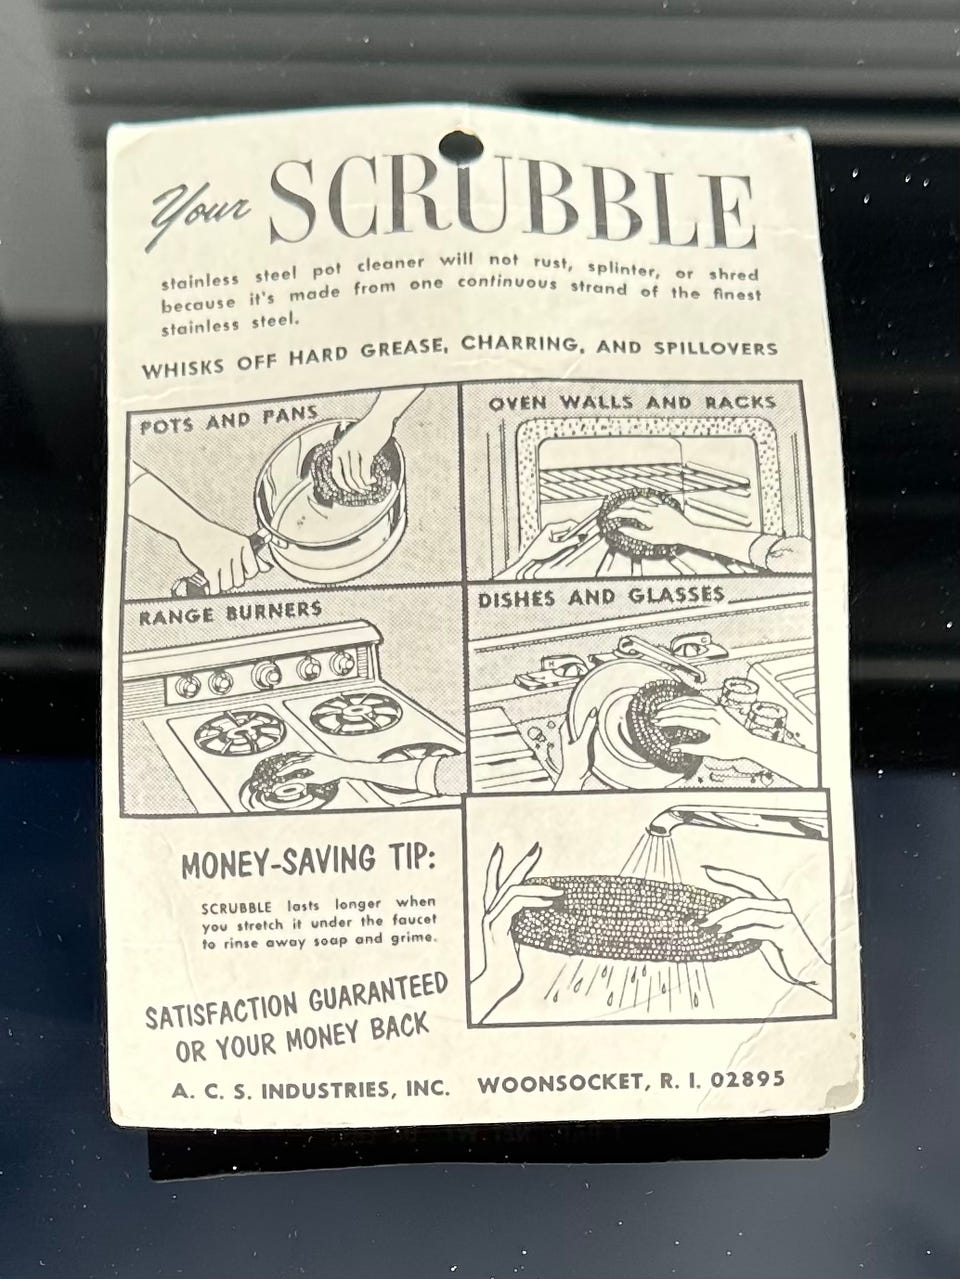 Your SCRUBBLE
stainless steel pot cleaner will not rust, splinter, or shred
because it's made from one continuous strand of the finest
stainless steel.
WHISKS OFF HARD GREASE, CHARRING, AND SPILLOVERS
POTS AND PANS
OVEN WALLS AND RACKS
RANGE BURNERS
DISHES AND GLASSES
H
C
MONEY-SAVING TIP:
SCRUBBLE lasts longer when
you stretch it under the faucet
to rinse away soap and grime.
SATISFACTION GUARANTEED
OR YOUR MONEY BACK
A. C. S. INDUSTRIES, INC. WOONSOCKET, R. I. 02895